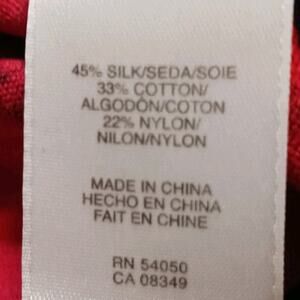 45% SILK/SEDA/SOIE
33% COTTON/
ALGODÓN/COTON
22% NYLON/
NILON/NYLON
MADE IN CHINA
HECHO EN CHINA
FAIT EN CHINE
RN 54050
CA 08349